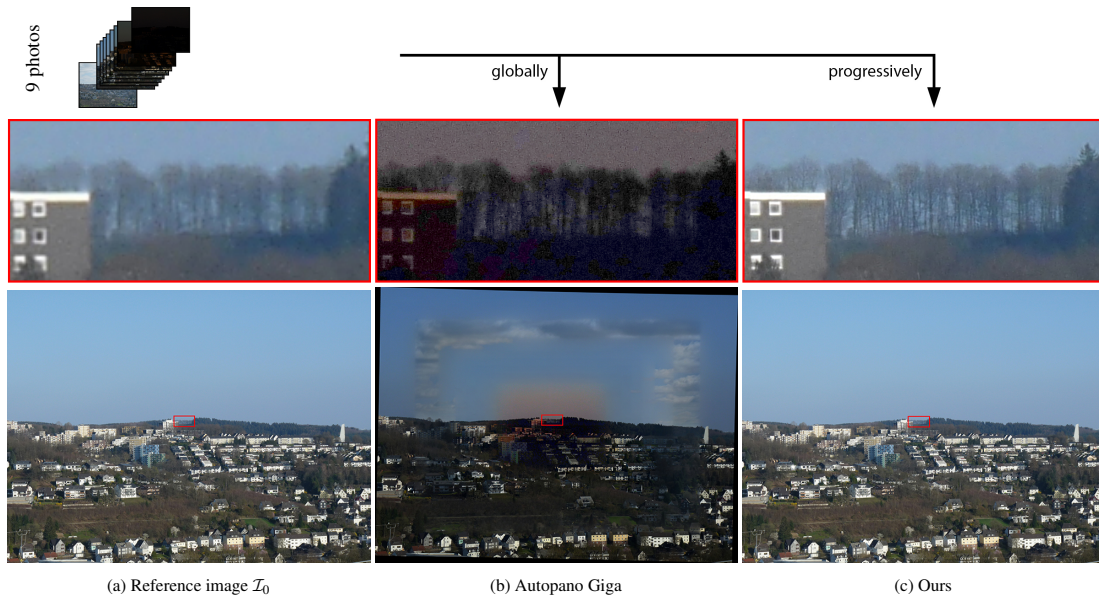 9 photos
globally
progressively
(a) Reference image I₀
(b) Autopano Giga
(c) Ours